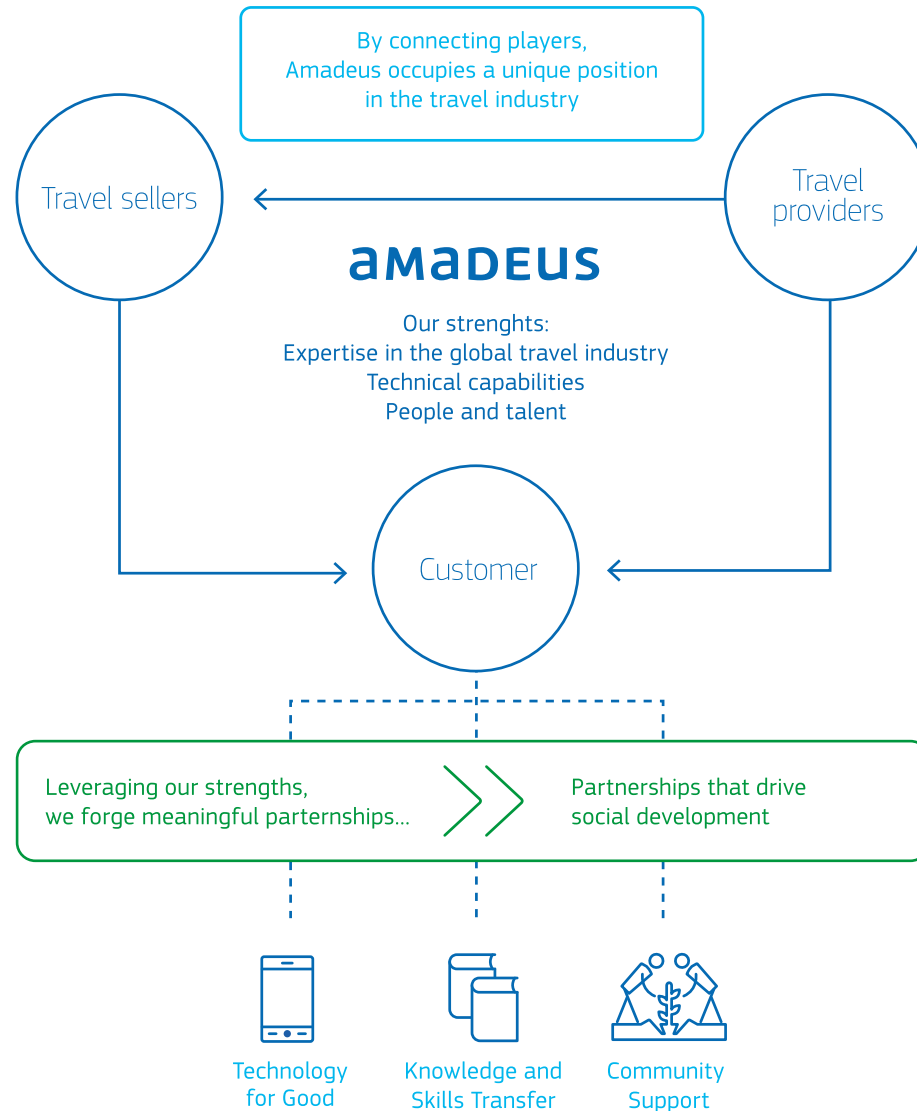 By connecting players,
Amadeus occupies a unique position
in the travel industry
Travel sellers
Travel
providers
amadeus
Our strenghts:
Expertise in the global travel industry
Technical capabilities
People and talent
Customer
Leveraging our strengths,
we forge meaningful parternships...
Partnerships that drive
social development
Technology
for Good
Knowledge and
Skills Transfer
Community
Support